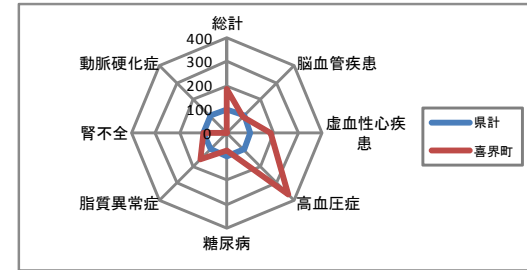 総計
400
300
200
100
0
脳血管疾患
虚血性心疾
患
高血圧症
糖尿病
脂質異常症
腎不全
動脈硬化症
県計
喜界町